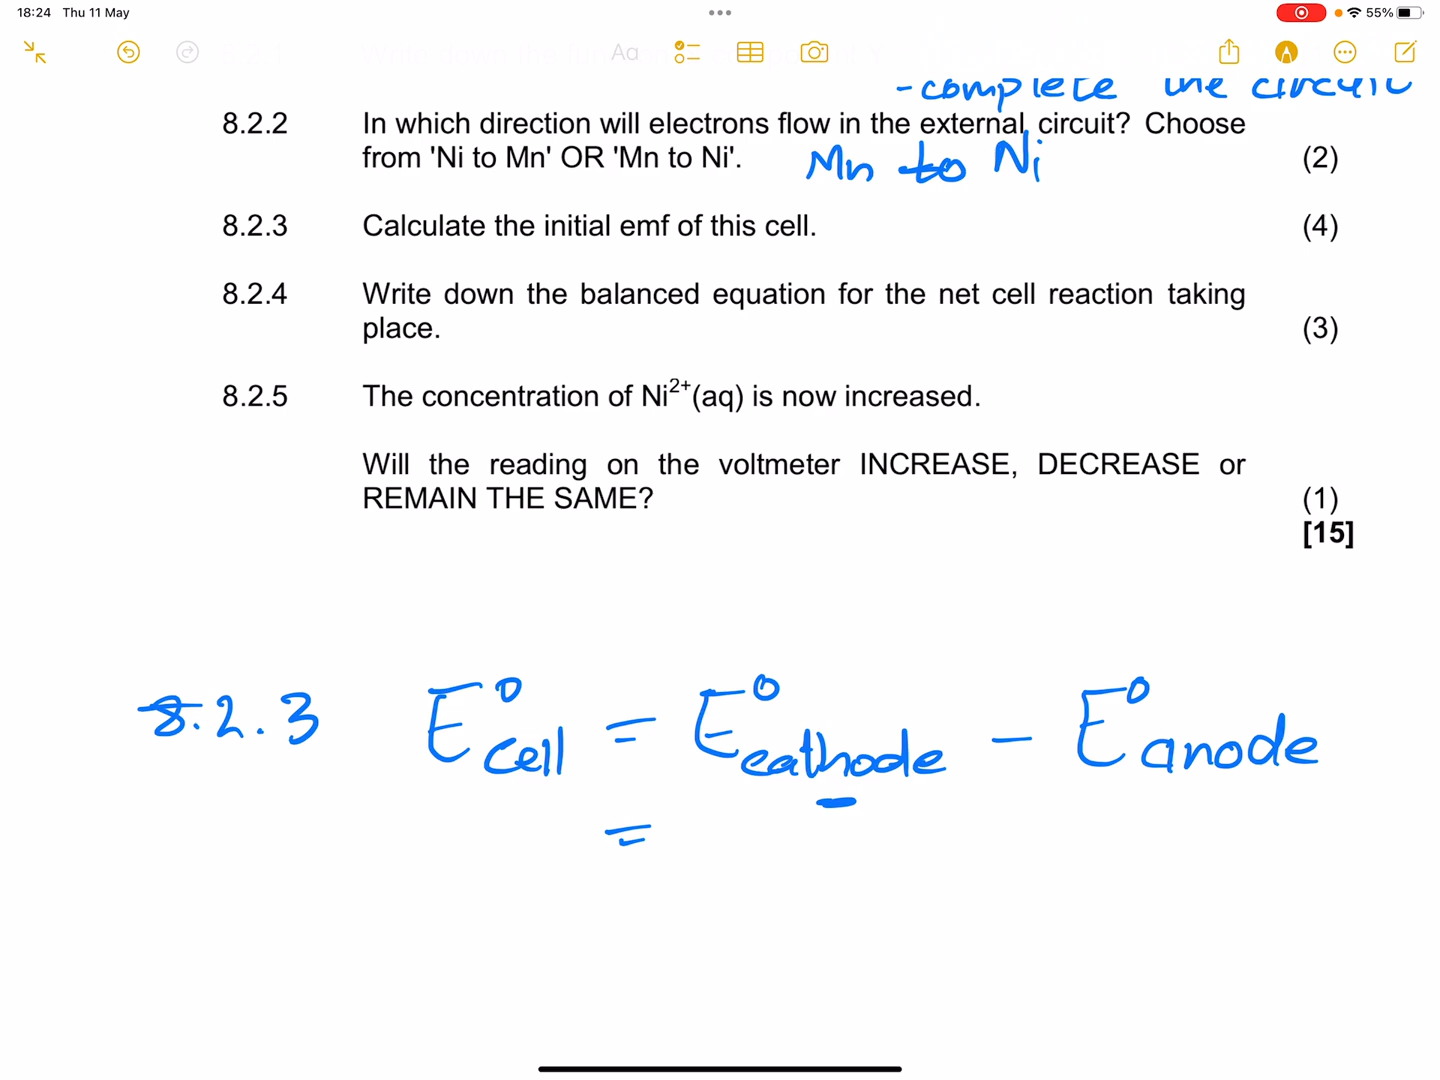 18:24 Thu 11 May
55%
Aa
-complete the circuit
8.2.2 In which direction will electrons flow in the external circuit? Choose
from 'Ni to Mn' OR 'Mn to Ni'. Mn to Ni (2)
8.2.3 Calculate the initial emf of this cell. (4)
8.2.4 Write down the balanced equation for the net cell reaction taking
place. (3)
8.2.5 The concentration of Ni²⁺(aq) is now increased.
Will the reading on the voltmeter INCREASE, DECREASE or
REMAIN THE SAME? (1)
[15]
8.2.3 E⁰cell = E⁰cathode - E⁰anode
=